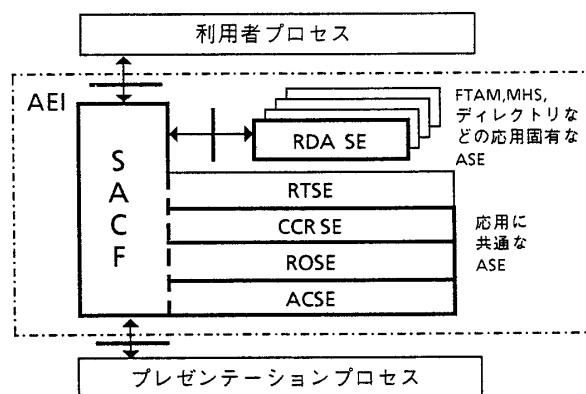 利用者プロセス
AEI
FTAM,MHS,
ディレクトリな
どの応用固有な
ASE
RDA SE
SACF
RTSE
CCR SE
ROSE
ACSE
応用に
共通な
ASE
プレゼンテーションプロセス